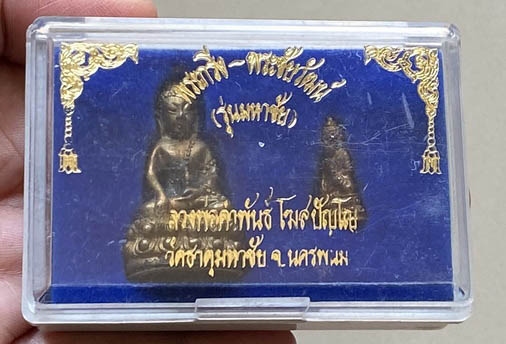 พระกริ่ง-พระชัยวัฒน์
(รุ่นมหาชัย)
หลวงพ่อคำพันธ์ โฆสปัญโญ
วัดธาตุมหาชัย จ.นครพนม